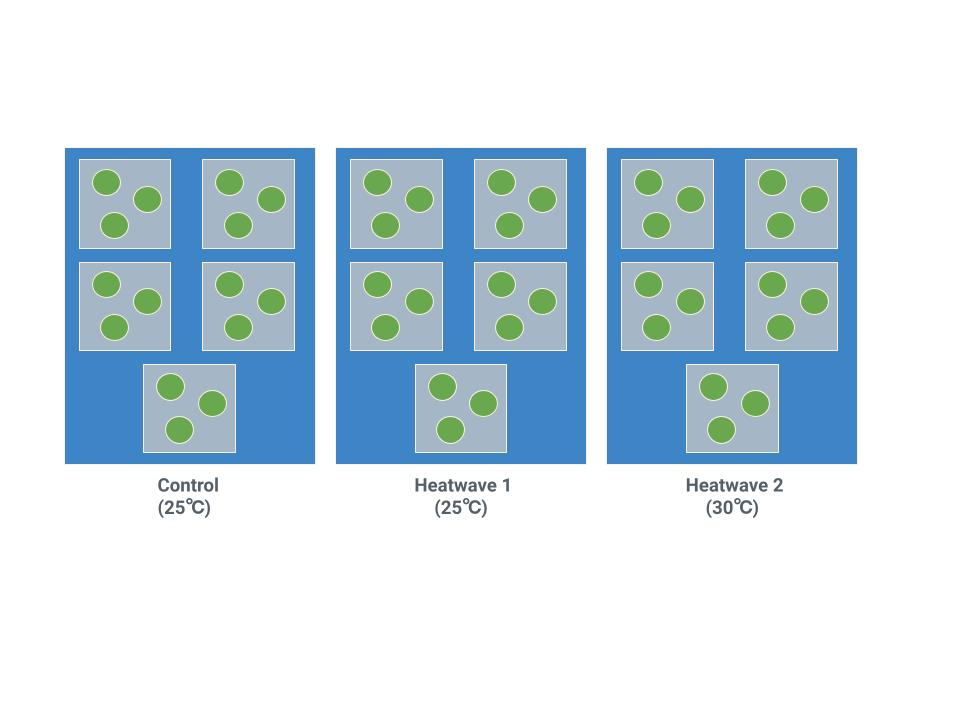 Control
(25℃)
Heatwave 1
(25℃)
Heatwave 2
(30℃)